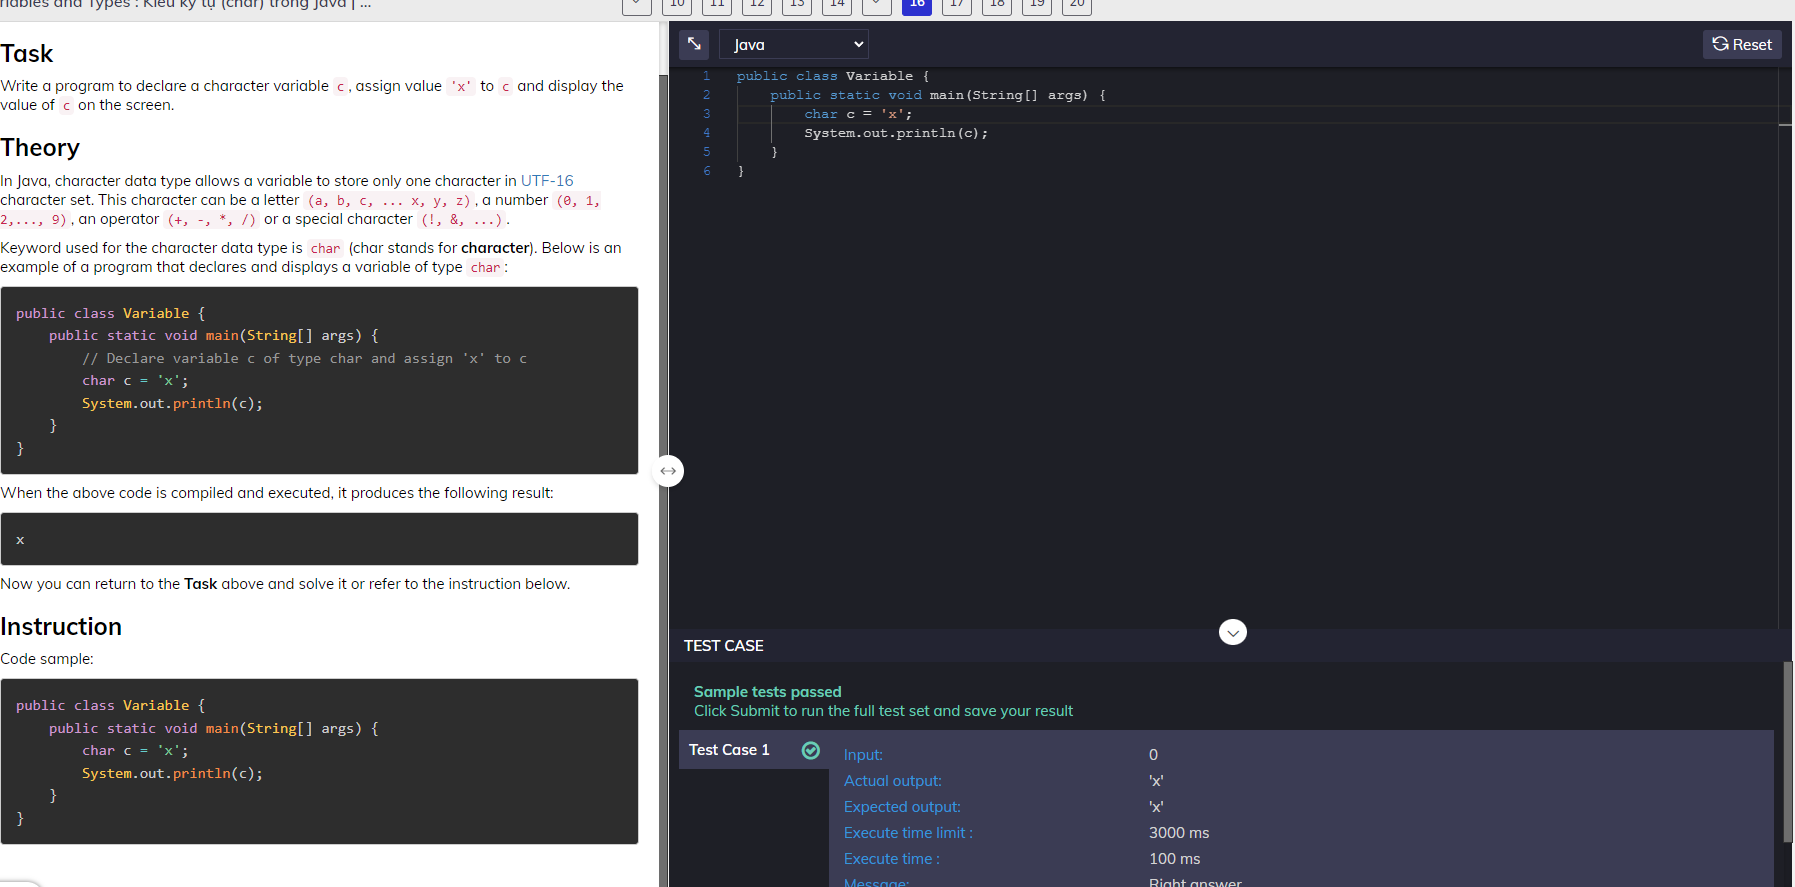 riables and Types : Kiểu ký tự (char) trong Java | ...
10 11 12 13 14 16 17 18 19 20
Task
Write a program to declare a character variable c, assign value 'x' to c and display the
value of c on the screen.
Theory
In Java, character data type allows a variable to store only one character in UTF-16
character set. This character can be a letter (a, b, c, ... x, y, z), a number (0, 1,
2,..., 9), an operator (+, -, *, /) or a special character (!, &, ...).
Keyword used for the character data type is char (char stands for character). Below is an
example of a program that declares and displays a variable of type char:
public class Variable {
    public static void main(String[] args) {
        // Declare variable c of type char and assign 'x' to c
        char c = 'x';
        System.out.println(c);
    }
}
When the above code is compiled and executed, it produces the following result:
x
Now you can return to the Task above and solve it or refer to the instruction below.
Instruction
Code sample:
public class Variable {
    public static void main(String[] args) {
        char c = 'x';
        System.out.println(c);
    }
}
Java
Reset
1 public class Variable {
2     public static void main(String[] args) {
3         char c = 'x';
4         System.out.println(c);
5     }
6 }
TEST CASE
Sample tests passed
Click Submit to run the full test set and save your result
Test Case 1
Input: 0
Actual output: 'x'
Expected output: 'x'
Execute time limit : 3000 ms
Execute time : 100 ms
Message: Right answer